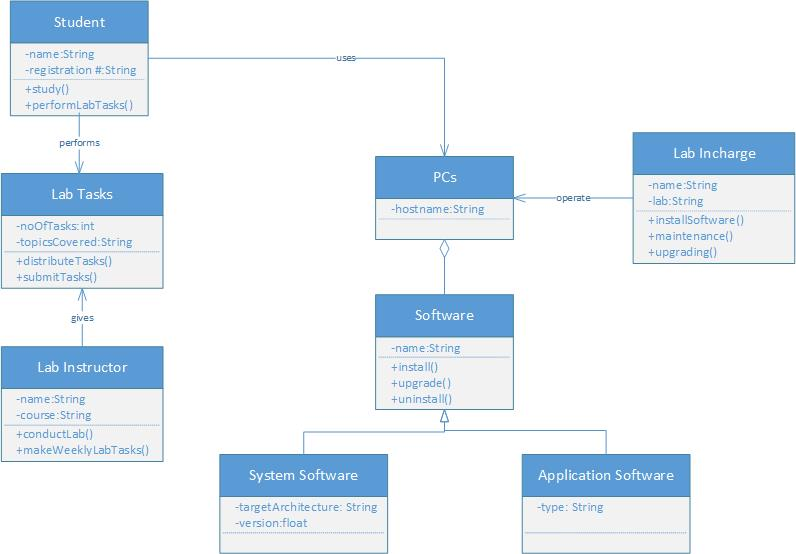 Student
-name:String
-registration #:String
+study()
+performLabTasks()
uses
performs
Lab Tasks
-noOfTasks:int
-topicsCovered:String
+distributeTasks()
+submitTasks()
gives
Lab Instructor
-name:String
-course:String
+conductLab()
+makeWeeklyLabTasks()
PCs
-hostname:String
operate
Lab Incharge
-name:String
-lab:String
+installSoftware()
+maintenance()
+upgrading()
Software
-name:String
+install()
+upgrade()
+uninstall()
System Software
-targetArchitecture: String
-version:float
Application Software
-type: String